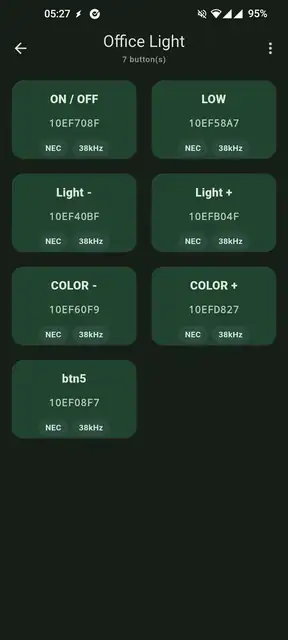 05:27 95%
Office Light
7 button(s)
ON / OFF
10EF708F
NEC 38kHz
LOW
10EF58A7
NEC 38kHz
Light -
10EF40BF
NEC 38kHz
Light +
10EFB04F
NEC 38kHz
COLOR -
10EF60F9
NEC 38kHz
COLOR +
10EFD827
NEC 38kHz
btn5
10EF08F7
NEC 38kHz